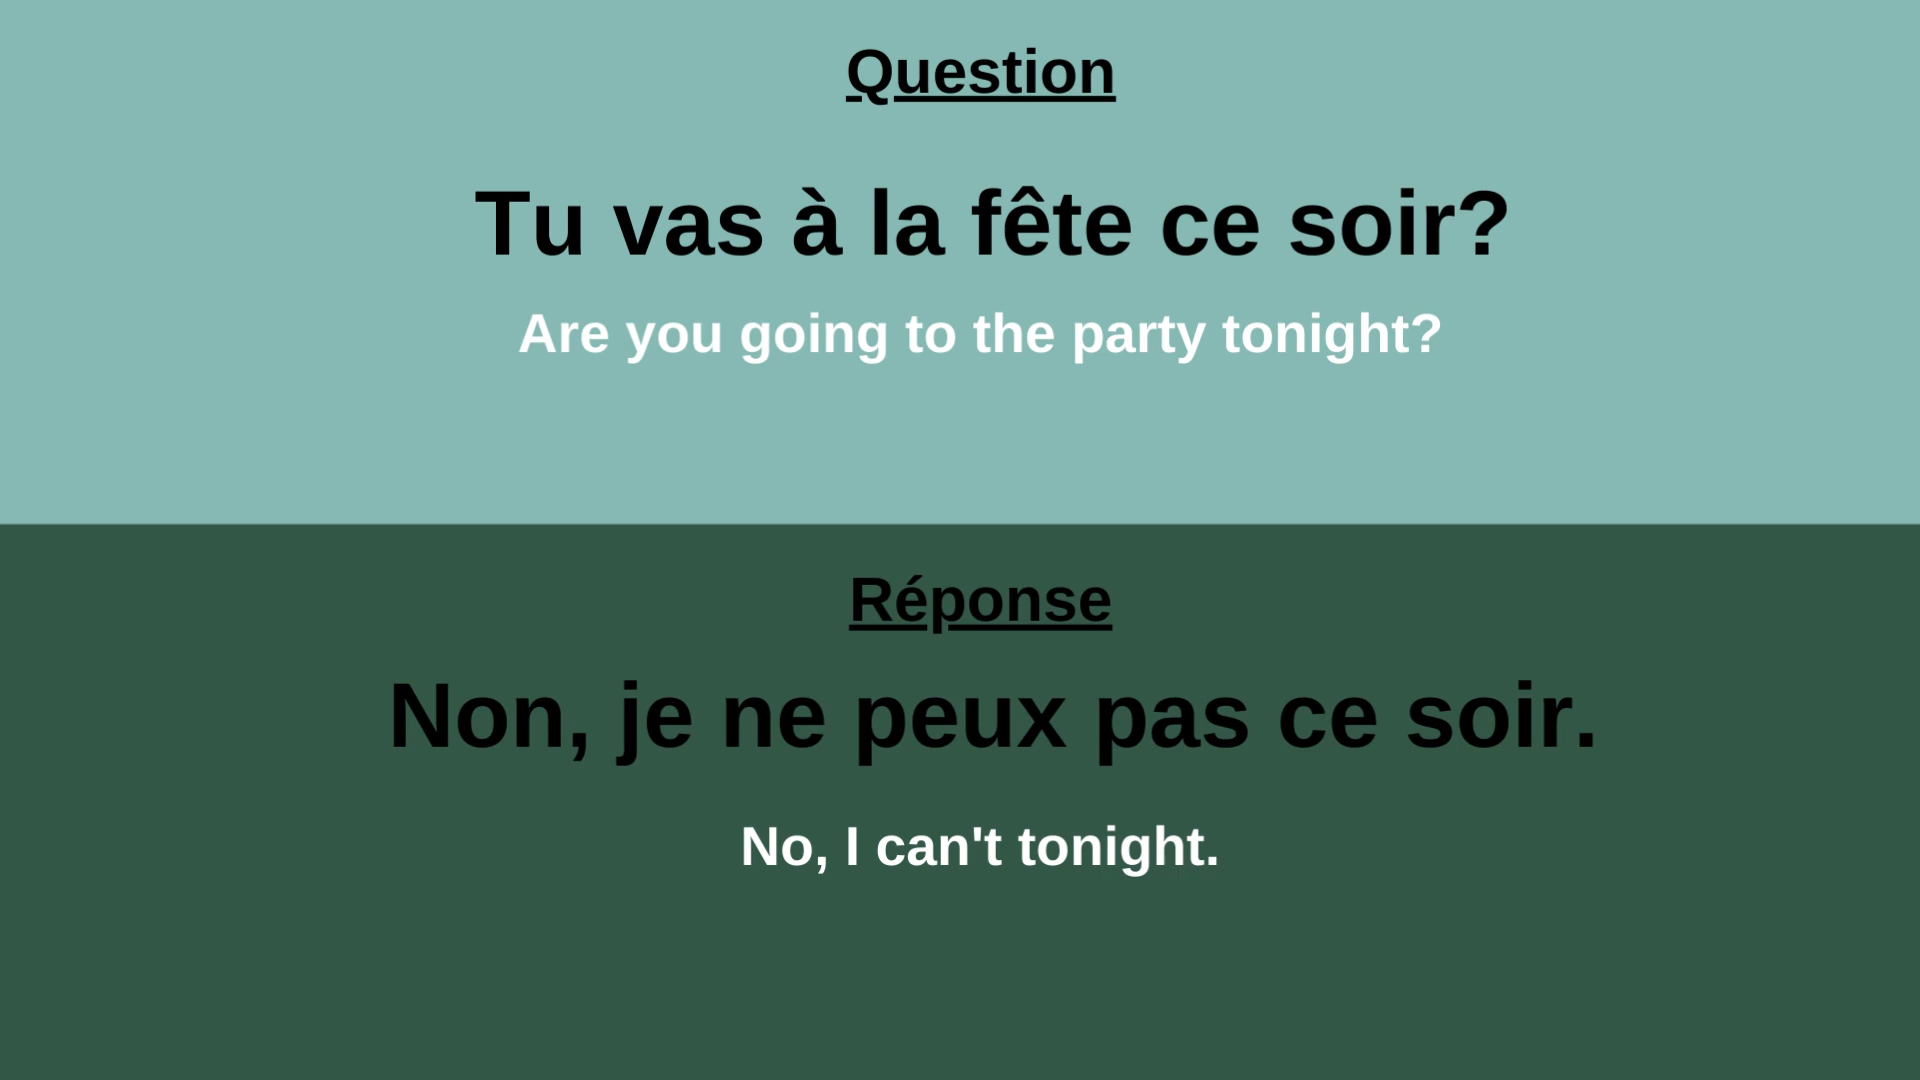 Question
Tu vas à la fête ce soir?
Are you going to the party tonight?
Réponse
Non, je ne peux pas ce soir.
No, I can't tonight.